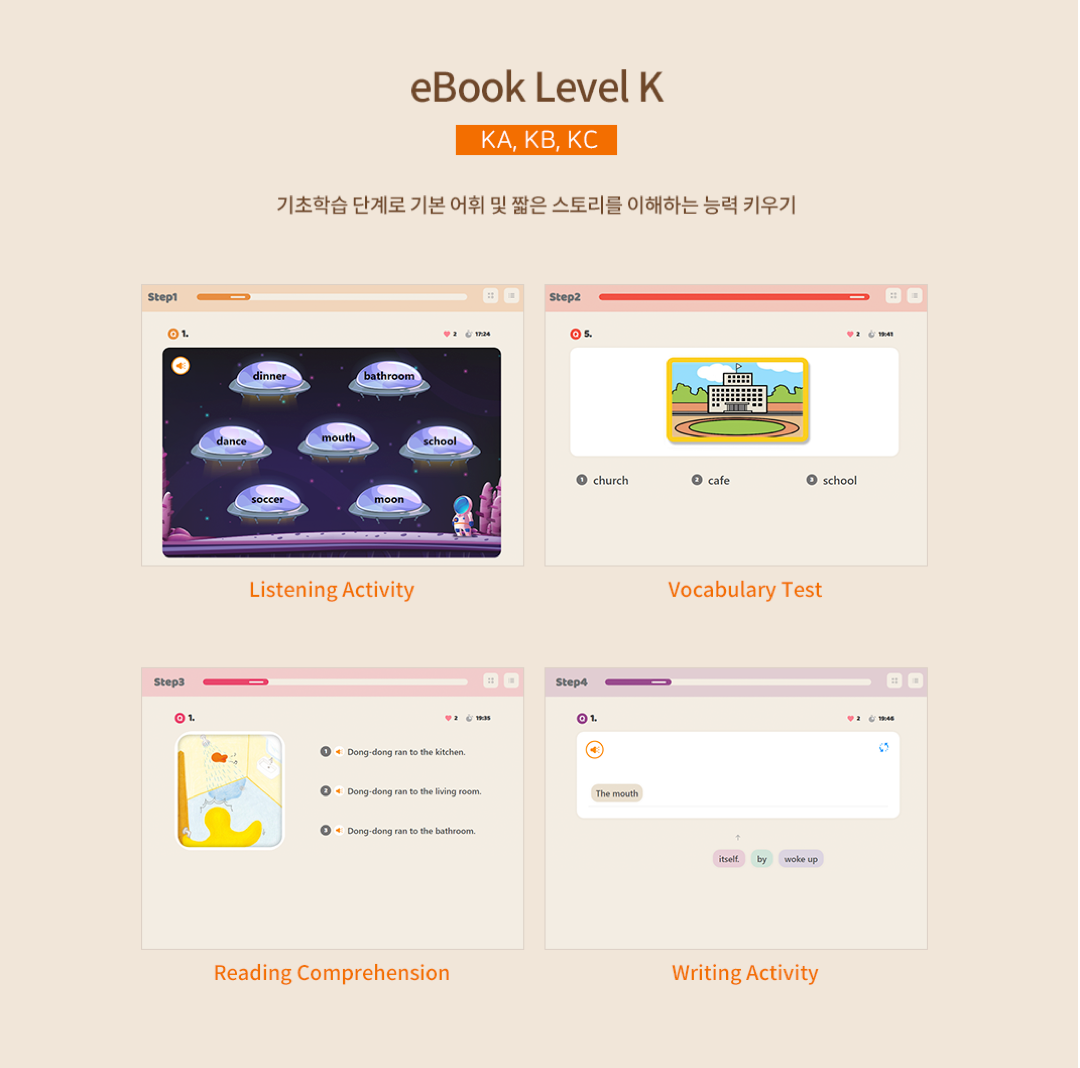 eBook Level K
KA, KB, KC
기초학습 단계로 기본 어휘 및 짧은 스토리를 이해하는 능력 키우기
Step1
1.
2 17:24
dinner
bathroom
dance
mouth
school
soccer
moon
Listening Activity
Step2
5.
2 19:41
1 church
2 cafe
3 school
Vocabulary Test
Step3
1.
2 19:35
1 Dong-dong ran to the kitchen.
2 Dong-dong ran to the living room.
3 Dong-dong ran to the bathroom.
Reading Comprehension
Step4
1.
2 19:46
The mouth
itself.
by
woke up
Writing Activity